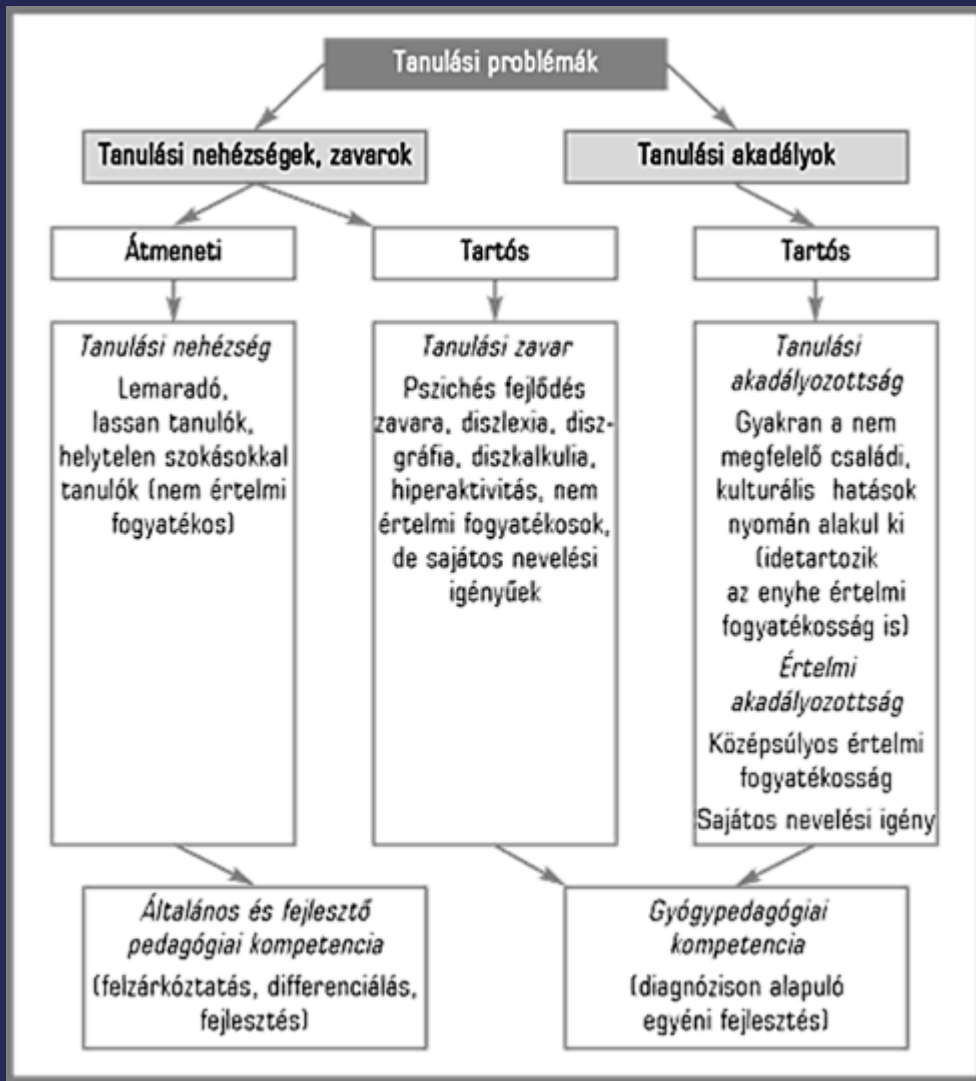 Tanulási problémák
Tanulási nehézségek, zavarok
Tanulási akadályok
Átmeneti
Tartós
Tartós
Tanulási nehézség
Lemaradó,
lassan tanulók,
helytelen szokásokkal
tanulók (nem értelmi
fogyatékos)
Tanulási zavar
Pszichés fejlődés
zavara, diszlexia, disz-
gráfia, diszkalkulia,
hiperaktivitás, nem
értelmi fogyatékosok,
de sajátos nevelési
igényűek
Tanulási
akadályozottság
Gyakran a nem
megfelelő családi,
kulturális hatások
nyomán alakul ki
(idetartozik
az enyhe értelmi
fogyatékosság is)
Értelmi
akadályozottság
Középsúlyos értelmi
fogyatékosság
Sajátos nevelési igény
Általános és fejlesztő
pedagógiai kompetencia
(felzárkóztatás, differenciálás,
fejlesztés)
Gyógypedagógiai
kompetencia
(diagnózison alapuló
egyéni fejlesztés)